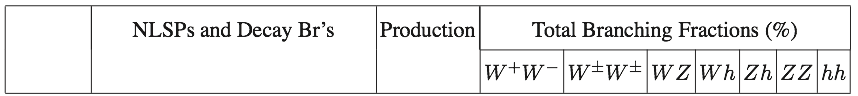 NLSPs and Decay Br's Production Total Branching Fractions (%)
W⁺W⁻ W±W± WZ Wh Zh ZZ hh